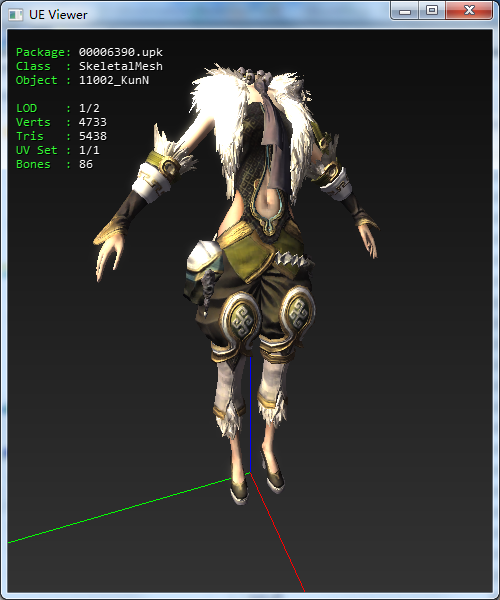 UE Viewer
Package: 00006390.upk
Class : SkeletalMesh
Object : 11002_KunN
LOD : 1/2
Verts : 4733
Tris : 5438
UV Set : 1/1
Bones : 86